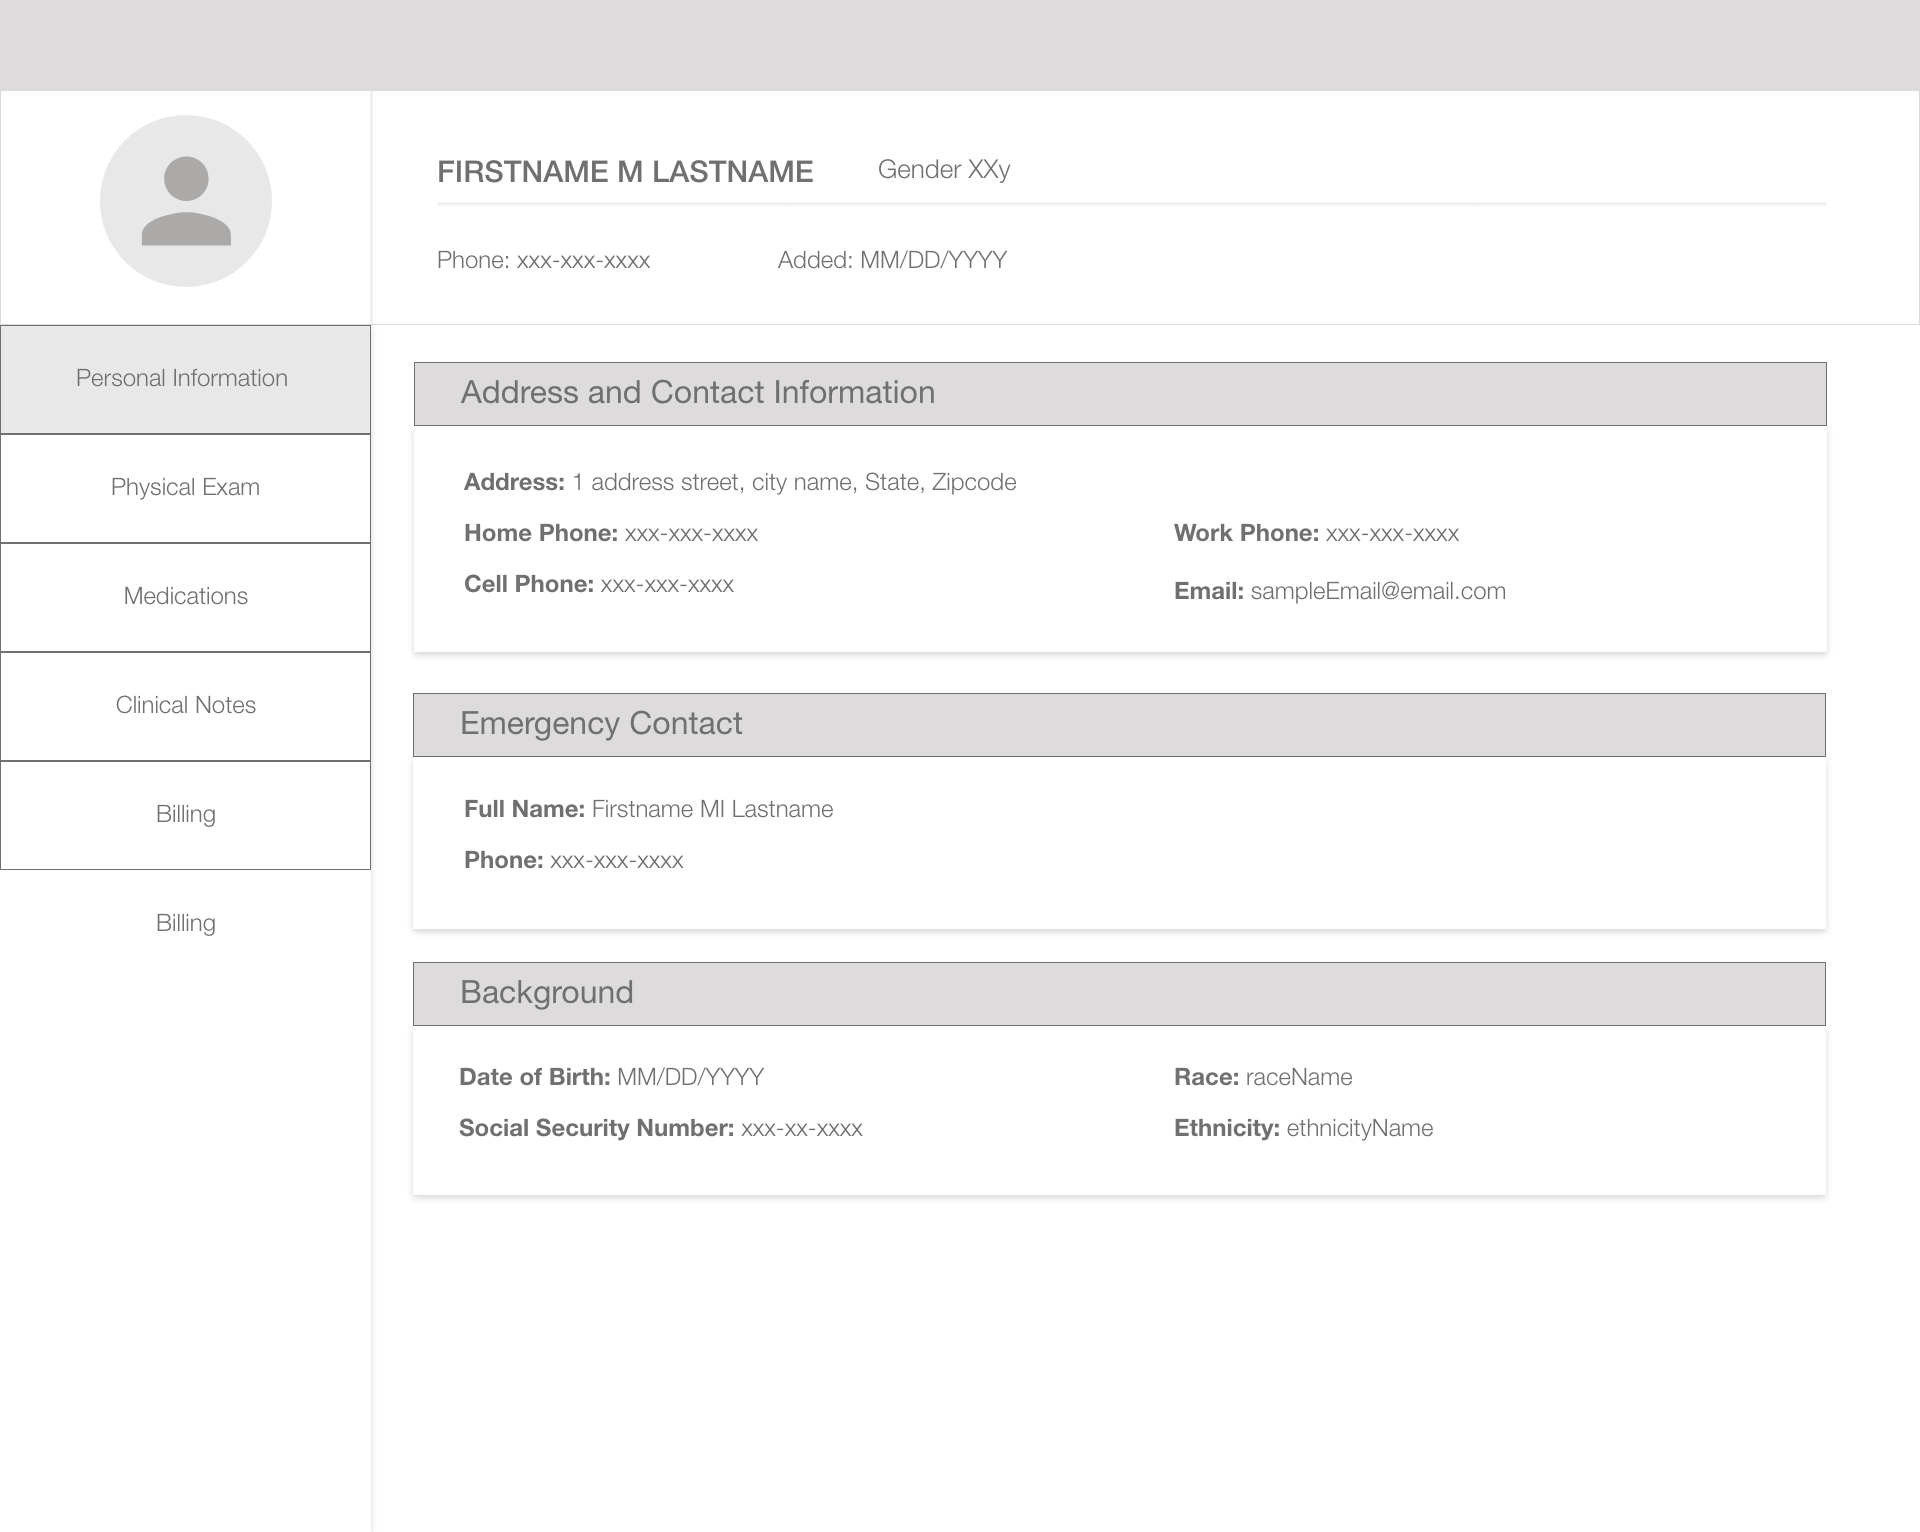 FIRSTNAME M LASTNAME Gender XXy
Phone: xxx-xxx-xxxx Added: MM/DD/YYYY
Personal Information
Physical Exam
Medications
Clinical Notes
Billing
Billing
Address and Contact Information
Address: 1 address street, city name, State, Zipcode
Home Phone: xxx-xxx-xxxx Work Phone: xxx-xxx-xxxx
Cell Phone: xxx-xxx-xxxx Email: sampleEmail@email.com
Emergency Contact
Full Name: Firstname MI Lastname
Phone: xxx-xxx-xxxx
Background
Date of Birth: MM/DD/YYYY Race: raceName
Social Security Number: xxx-xx-xxxx Ethnicity: ethnicityName